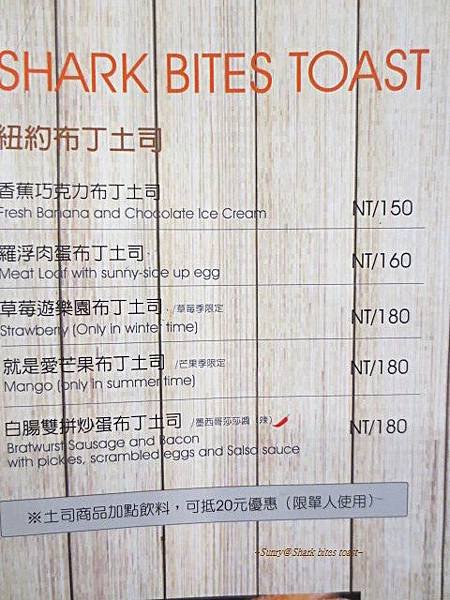 SHARK BITES TOAST
紐約布丁土司
香蕉巧克力布丁土司
Fresh Banana and Chocolate Ice Cream NT/150
羅浮肉蛋布丁土司
Meat Loaf with sunny-side up egg NT/160
草莓遊樂園布丁土司 /草莓季限定
Strawberry (Only in winter time) NT/180
就是愛芒果布丁土司 /芒果季限定
Mango (only in summer time) NT/180
白腸雙拼炒蛋布丁土司 /墨西哥莎莎醬（辣） NT/180
Bratwurst Sausage and Bacon
with pickles, scrambled eggs and Salsa sauce
※土司商品加點飲料，可抵20元優惠（限單人使用）
~Sunny@Shark bites toast~